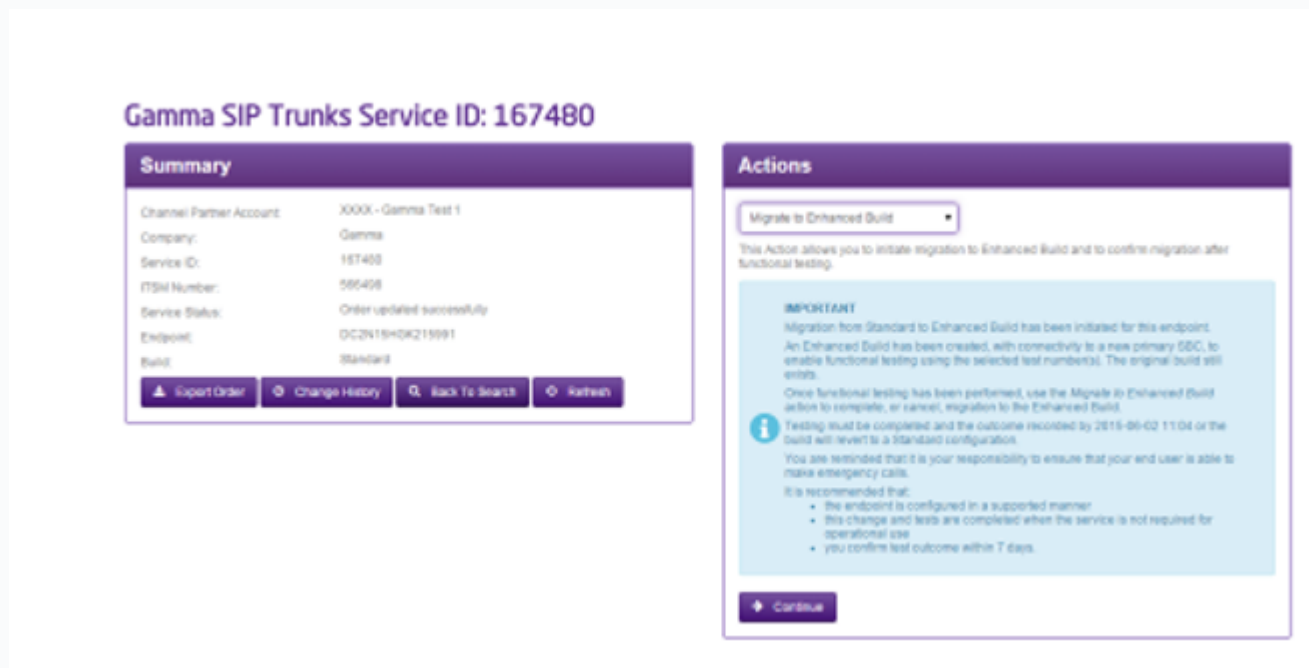 Gamma SIP Trunks Service ID: 167480
Summary
Channel Partner Account: XXXX - Gamma Test 1
Company: Gamma
Service ID: 167480
ITSM Number: 566498
Service Status: Order updated successfully
Endpoint:
Build: Standard
Export Order
Change History
Back To Search
Refresh
Actions
Migrate to Enhanced Build
This Action allows you to initiate migration to Enhanced Build and to confirm migration after
functional testing.
IMPORTANT
Migration from Standard to Enhanced Build has been initiated for this endpoint.
An Enhanced Build has been created, with connectivity to a new primary SBC, to
enable functional testing using the selected test number(s). The original build still
exists.
Once functional testing has been performed, use the Migrate to Enhanced Build
action to complete, or cancel, migration to the Enhanced Build.
Testing must be completed and the outcome recorded by 2015-06-02 11:04 or the
build will revert to a Standard configuration.
You are reminded that it is your responsibility to ensure that your end user is able to
make emergency calls.
It is recommended that:
• the endpoint is configured in a supported manner
• this change and tests are completed when the service is not required for
operational use
• you confirm test outcome within 7 days.
Continue